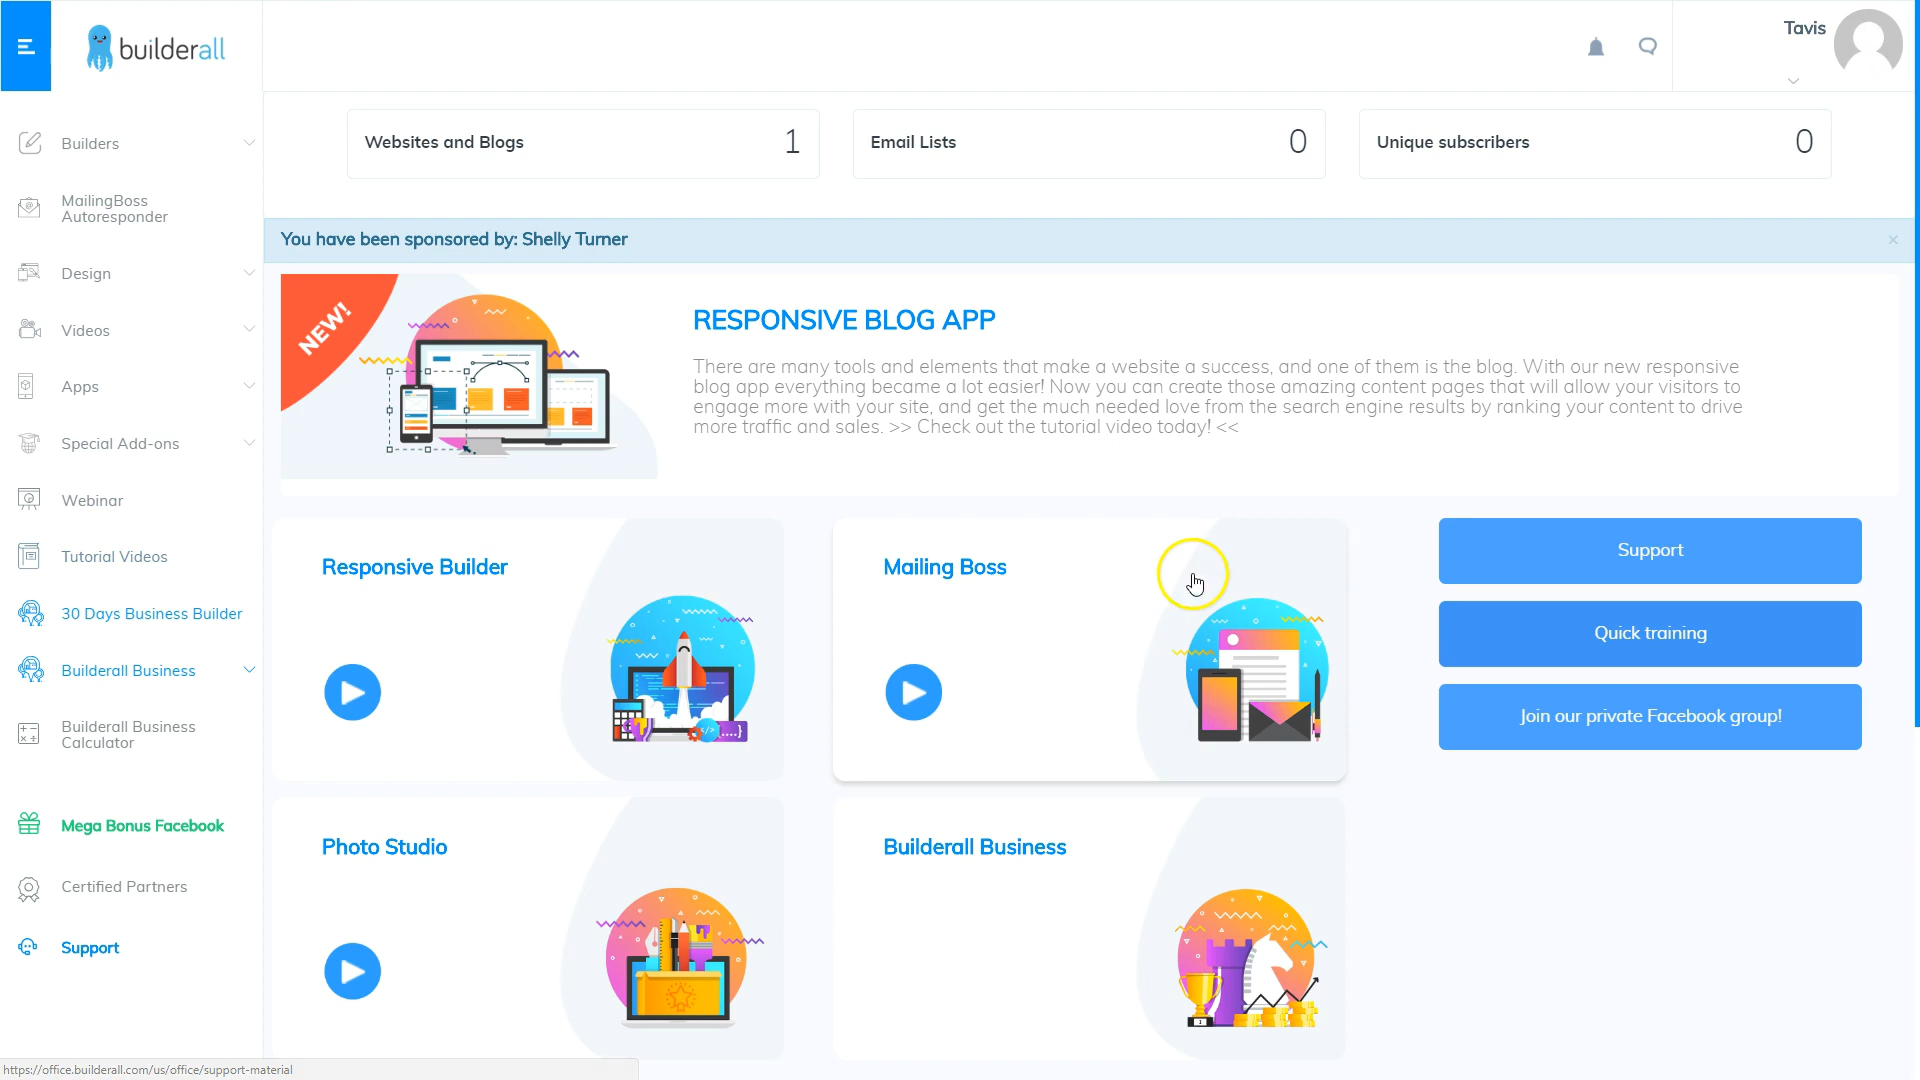 builderall
Tavis
Builders
MailingBoss
Autoresponder
Design
Videos
Apps
Special Add-ons
Webinar
Tutorial Videos
30 Days Business Builder
Builderall Business
Builderall Business
Calculator
Mega Bonus Facebook
Certified Partners
Support
Websites and Blogs 1
Email Lists 0
Unique subscribers 0
You have been sponsored by: Shelly Turner
×
NEW!
RESPONSIVE BLOG APP
There are many tools and elements that make a website a success, and one of them is the blog. With our new responsive
blog app everything became a lot easier! Now you can create those amazing content pages that will allow your visitors to
engage more with your site, and get the much needed love from the search engine results by ranking your content to drive
more traffic and sales. >> Check out the tutorial video today! <<
Responsive Builder
Mailing Boss
Support
Quick training
Join our private Facebook group!
Photo Studio
Builderall Business
https://office.builderall.com/us/office/support-material